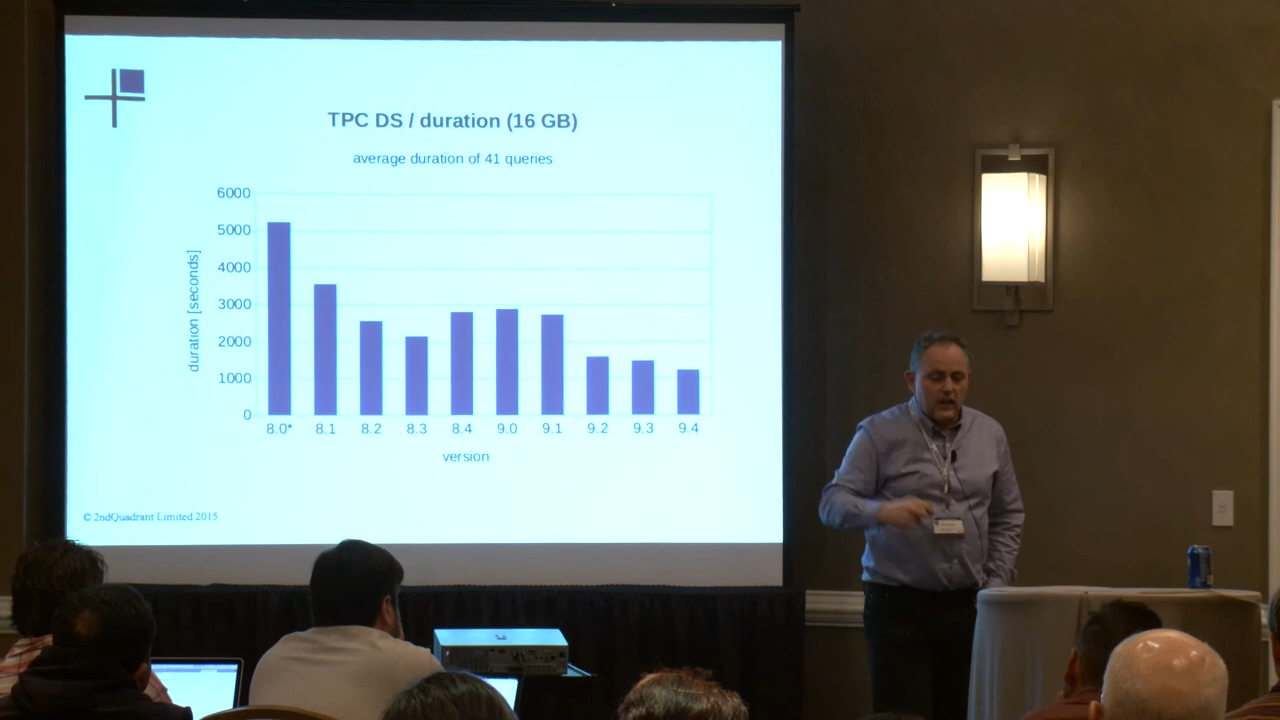 TPC DS / duration (16 GB)
average duration of 41 queries
duration [seconds]
6000
5000
4000
3000
2000
1000
0
8.0* 8.1 8.2 8.3 8.4 9.0 9.1 9.2 9.3 9.4
version
© 2ndQuadrant Limited 2015